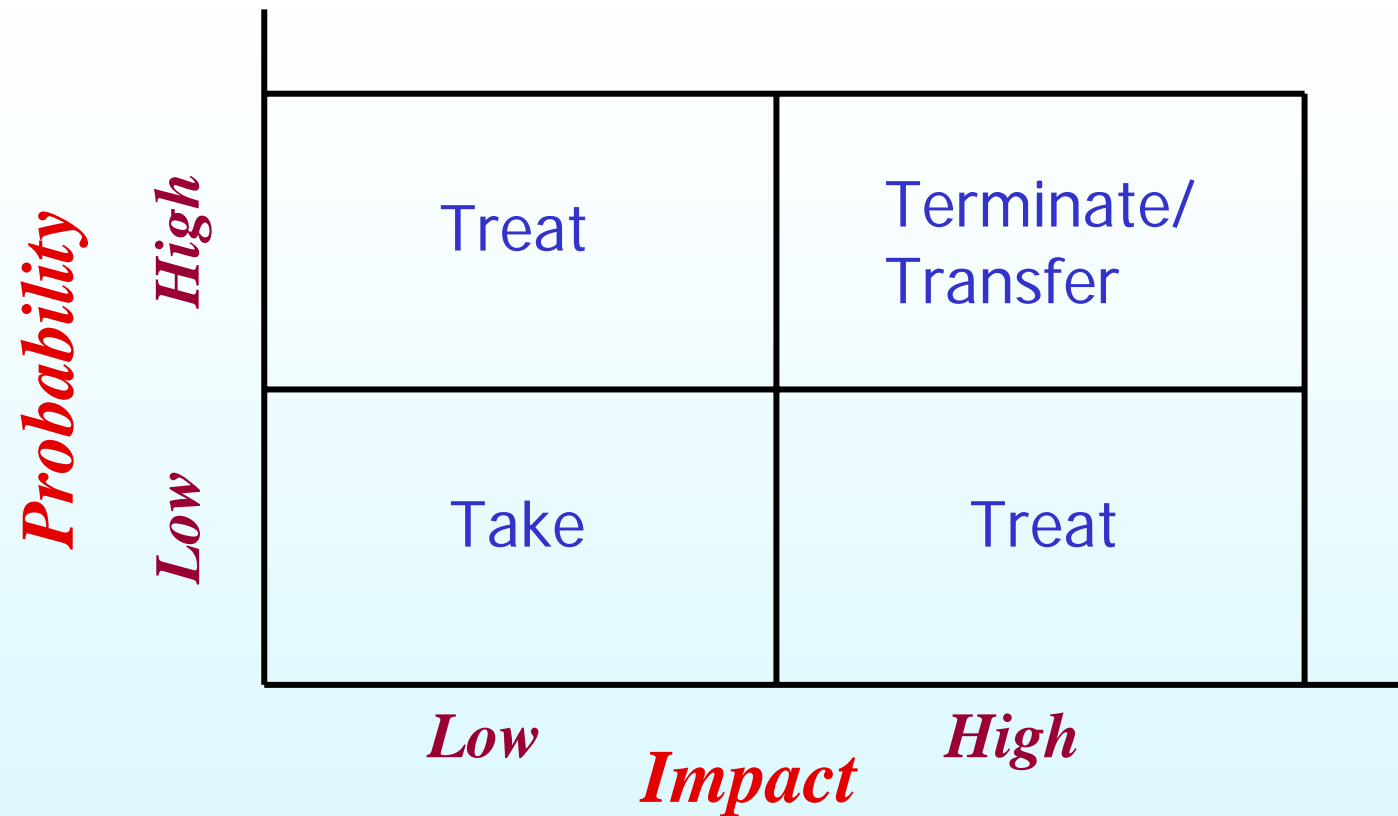 Probability
High
Low
Treat
Terminate/
Transfer
Take
Treat
Low
High
Impact